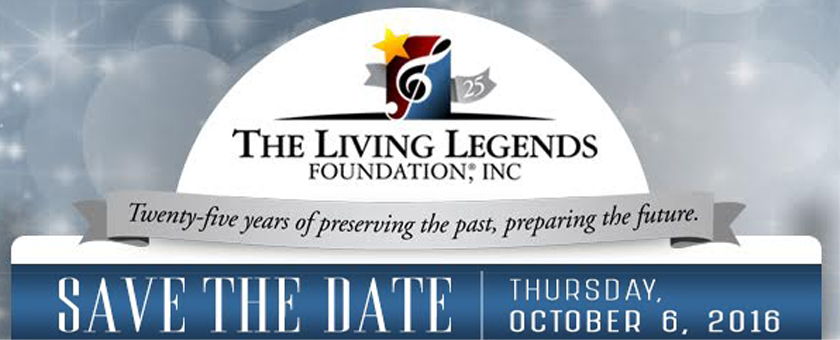 25
THE LIVING LEGENDS
FOUNDATION,® INC
Twenty-five years of preserving the past, preparing the future.
SAVE THE DATE
THURSDAY,
OCTOBER 6, 2016